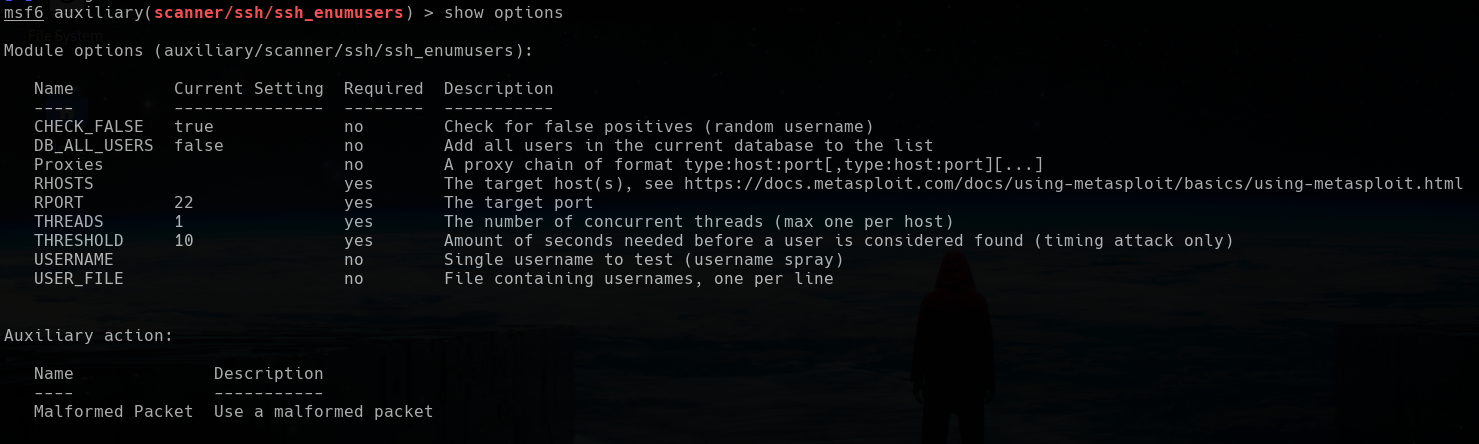 msf6 auxiliary(scanner/ssh/ssh_enumusers) > show options
File System
Module options (auxiliary/scanner/ssh/ssh_enumusers):
Name Current Setting Required Description
---- --------------- -------- -----------
CHECK_FALSE true no Check for false positives (random username)
DB_ALL_USERS false no Add all users in the current database to the list
Proxies no A proxy chain of format type:host:port[,type:host:port][...]
RHOSTS yes The target host(s), see https://docs.metasploit.com/docs/using-metasploit/basics/using-metasploit.html
RPORT 22 yes The target port
THREADS 1 yes The number of concurrent threads (max one per host)
THRESHOLD 10 yes Amount of seconds needed before a user is considered found (timing attack only)
USERNAME no Single username to test (username spray)
USER_FILE no File containing usernames, one per line
Auxiliary action:
Name Description
---- -----------
Malformed Packet Use a malformed packet